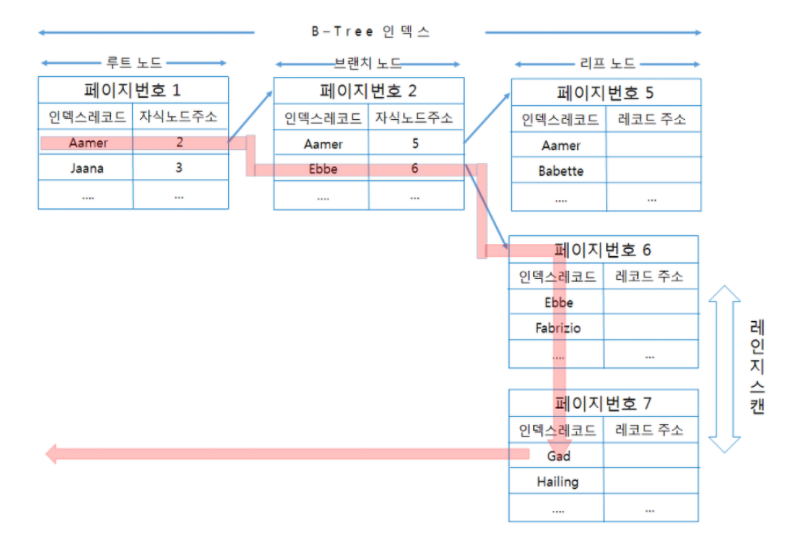 B-Tree 인덱스
루트 노드
브랜치 노드
리프 노드
페이지번호 1
인덱스레코드 자식노드주소
Aamer 2
Jaana 3
.... ...
페이지번호 2
인덱스레코드 자식노드주소
Aamer 5
Ebbe 6
.... ...
페이지번호 5
인덱스레코드 레코드 주소
Aamer
Babette
.... ...
페이지번호 6
인덱스레코드 레코드 주소
Ebbe
Fabrizio
.... ...
레인지스캔
페이지번호 7
인덱스레코드 레코드 주소
Gad
Hailing
.... ...